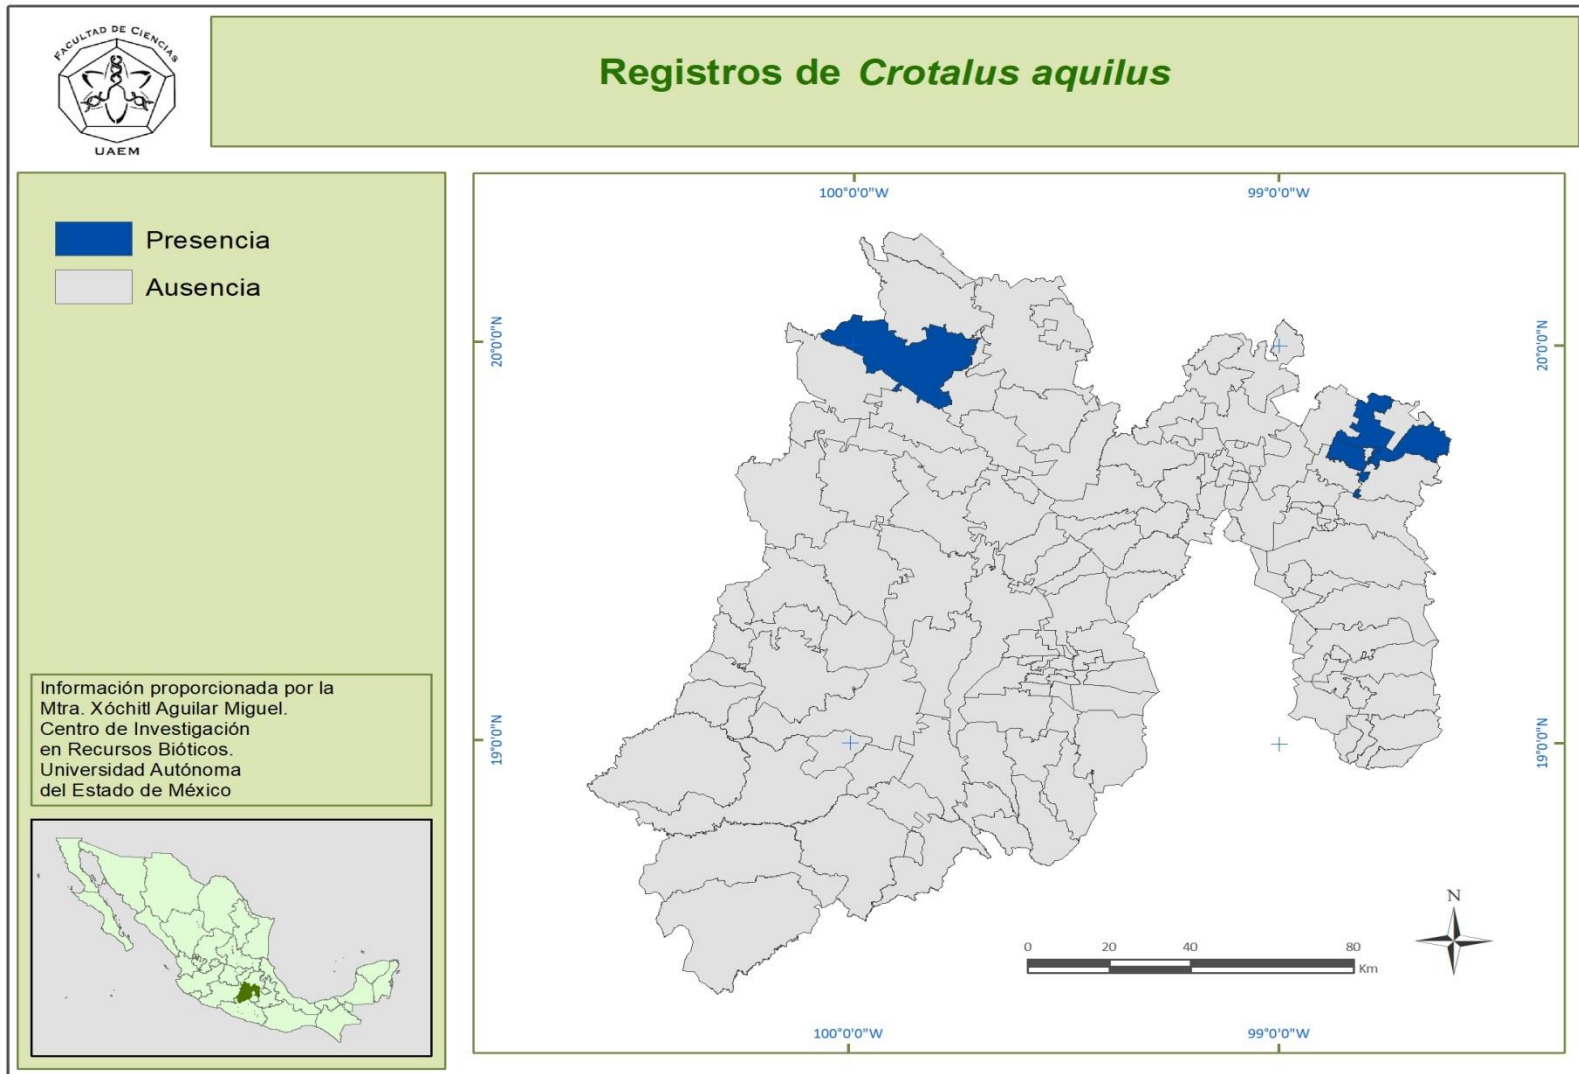 FACULTAD DE CIENCIAS
UAEM
Registros de Crotalus aquilus
Presencia
Ausencia
Información proporcionada por la
Mtra. Xóchitl Aguilar Miguel.
Centro de Investigación
en Recursos Bióticos.
Universidad Autónoma
del Estado de México
100°0'0"W
99°0'0"W
20°0'0"N
20°0'0"N
19°0'0"N
19°0'0"N
N
0 20 40 80
Km
100°0'0"W
99°0'0"W